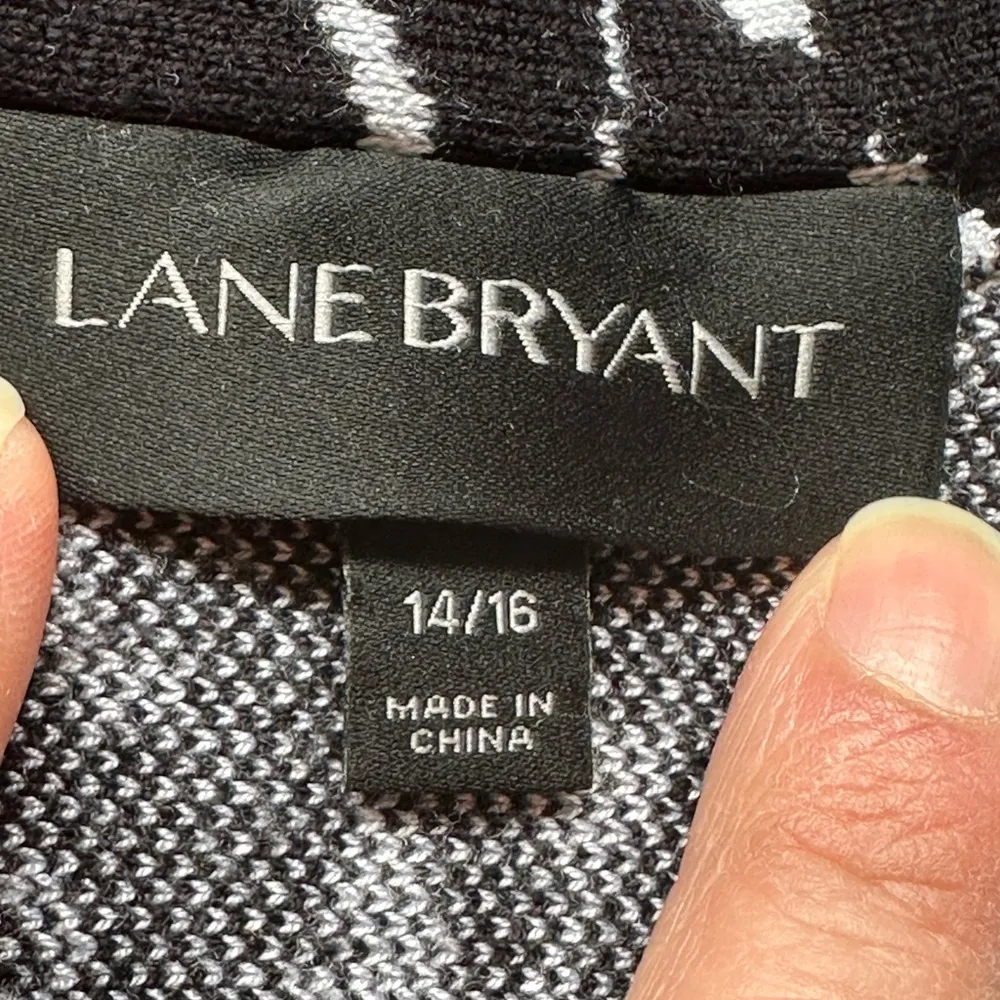 LANE BRYANT
14/16
MADE IN
CHINA